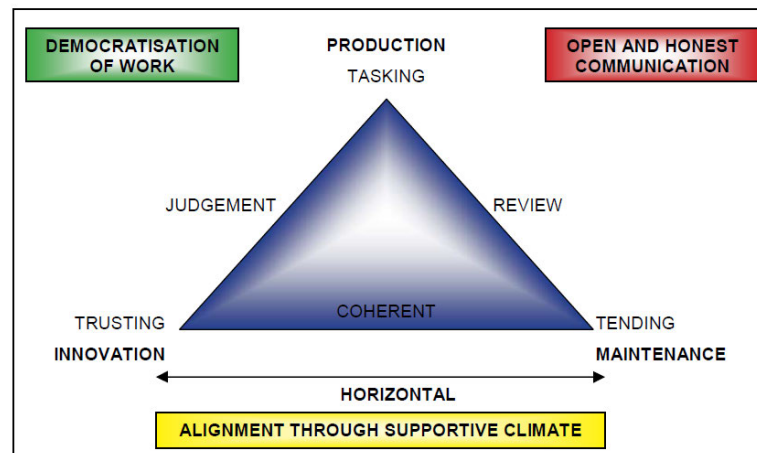 DEMOCRATISATION
OF WORK
PRODUCTION
TASKING
OPEN AND HONEST
COMMUNICATION
JUDGEMENT
REVIEW
COHERENT
TRUSTING
INNOVATION
TENDING
MAINTENANCE
HORIZONTAL
ALIGNMENT THROUGH SUPPORTIVE CLIMATE